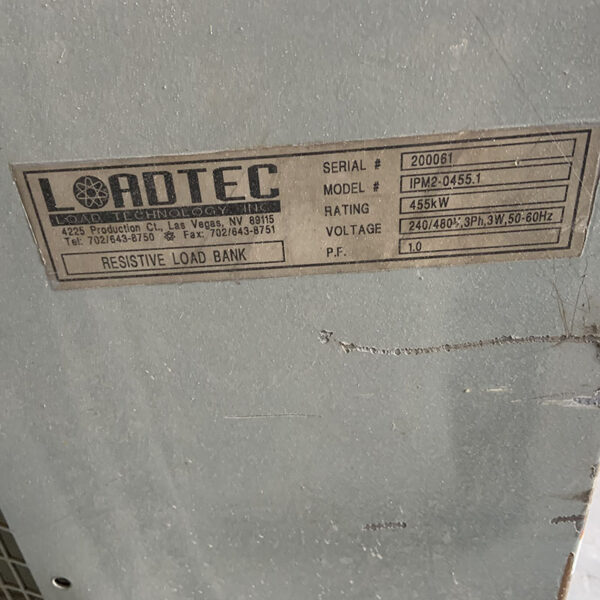 LOADTEC
LOAD TECHNOLOGY, INC.
4225 Production Ct., Las Vegas, NV 89115
Tel: 702/643-8750 Fax: 702/643-8751
RESISTIVE LOAD BANK
SERIAL # 200061
MODEL # IPM2-0455.1
RATING 455kW
VOLTAGE 240/480V,3Ph,3W,50-60Hz
P.F. 1.0